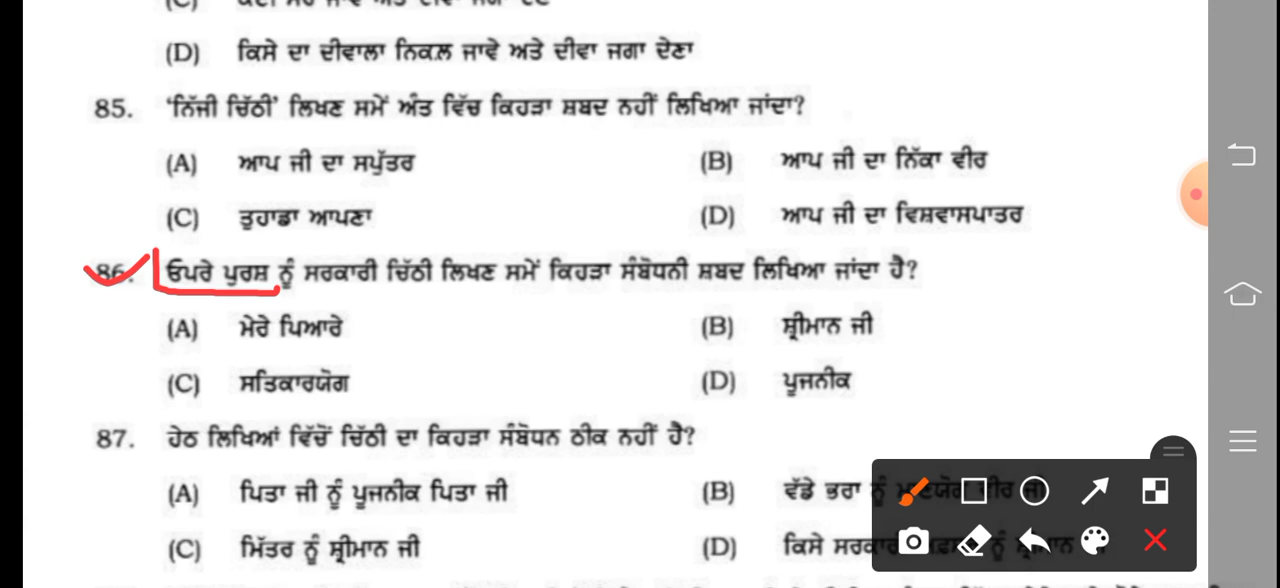 (D) ਕਿਸੇ ਦਾ ਦੀਵਾਲਾ ਨਿਕਲ ਜਾਵੇ ਅਤੇ ਦੀਵਾ ਜਗਾ ਦੇਣਾ
85. 'ਨਿੱਜੀ ਚਿੱਠੀ' ਲਿਖਣ ਸਮੇਂ ਅੰਤ ਵਿੱਚ ਕਿਹੜਾ ਸ਼ਬਦ ਨਹੀਂ ਲਿਖਿਆ ਜਾਂਦਾ?
(A) ਆਪ ਜੀ ਦਾ ਸਪੁੱਤਰ (B) ਆਪ ਜੀ ਦਾ ਨਿੱਕਾ ਵੀਰ
(C) ਤੁਹਾਡਾ ਆਪਣਾ (D) ਆਪ ਜੀ ਦਾ ਵਿਸ਼ਵਾਸਪਾਤਰ
86. ਓਪਰੇ ਪੁਰਸ਼ ਨੂੰ ਸਰਕਾਰੀ ਚਿੱਠੀ ਲਿਖਣ ਸਮੇਂ ਕਿਹੜਾ ਸੰਬੋਧਨੀ ਸ਼ਬਦ ਲਿਖਿਆ ਜਾਂਦਾ ਹੈ?
(A) ਮੇਰੇ ਪਿਆਰੇ (B) ਸ਼੍ਰੀਮਾਨ ਜੀ
(C) ਸਤਿਕਾਰਯੋਗ (D) ਪੂਜਨੀਕ
87. ਹੇਠ ਲਿਖਿਆਂ ਵਿੱਚੋਂ ਚਿੱਠੀ ਦਾ ਕਿਹੜਾ ਸੰਬੋਧਨ ਠੀਕ ਨਹੀਂ ਹੈ?
(A) ਪਿਤਾ ਜੀ ਨੂੰ ਪੂਜਨੀਕ ਪਿਤਾ ਜੀ (B) ਵੱਡੇ ਭਰਾ ਨੂੰ
(C) ਮਿੱਤਰ ਨੂੰ ਸ਼੍ਰੀਮਾਨ ਜੀ (D) ਕਿਸੇ